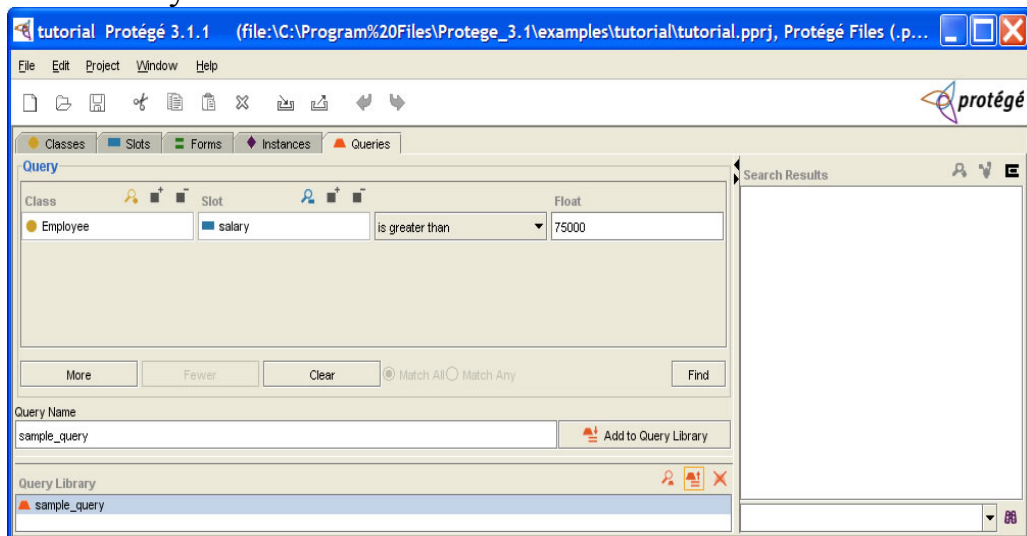 tutorial Protégé 3.1.1 (file:\C:\Program%20Files\Protege_3.1\examples\tutorial\tutorial.pprj, Protégé Files (.p...
File Edit Project Window Help
protégé
Classes Slots Forms Instances Queries
Query
Search Results
Class Slot Float
Employee salary is greater than 75000
More Fewer Clear Match All Match Any Find
Query Name
sample_query Add to Query Library
Query Library
sample_query